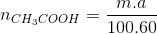 n_{CH_3COOH} = \frac{m.a}{100.60}